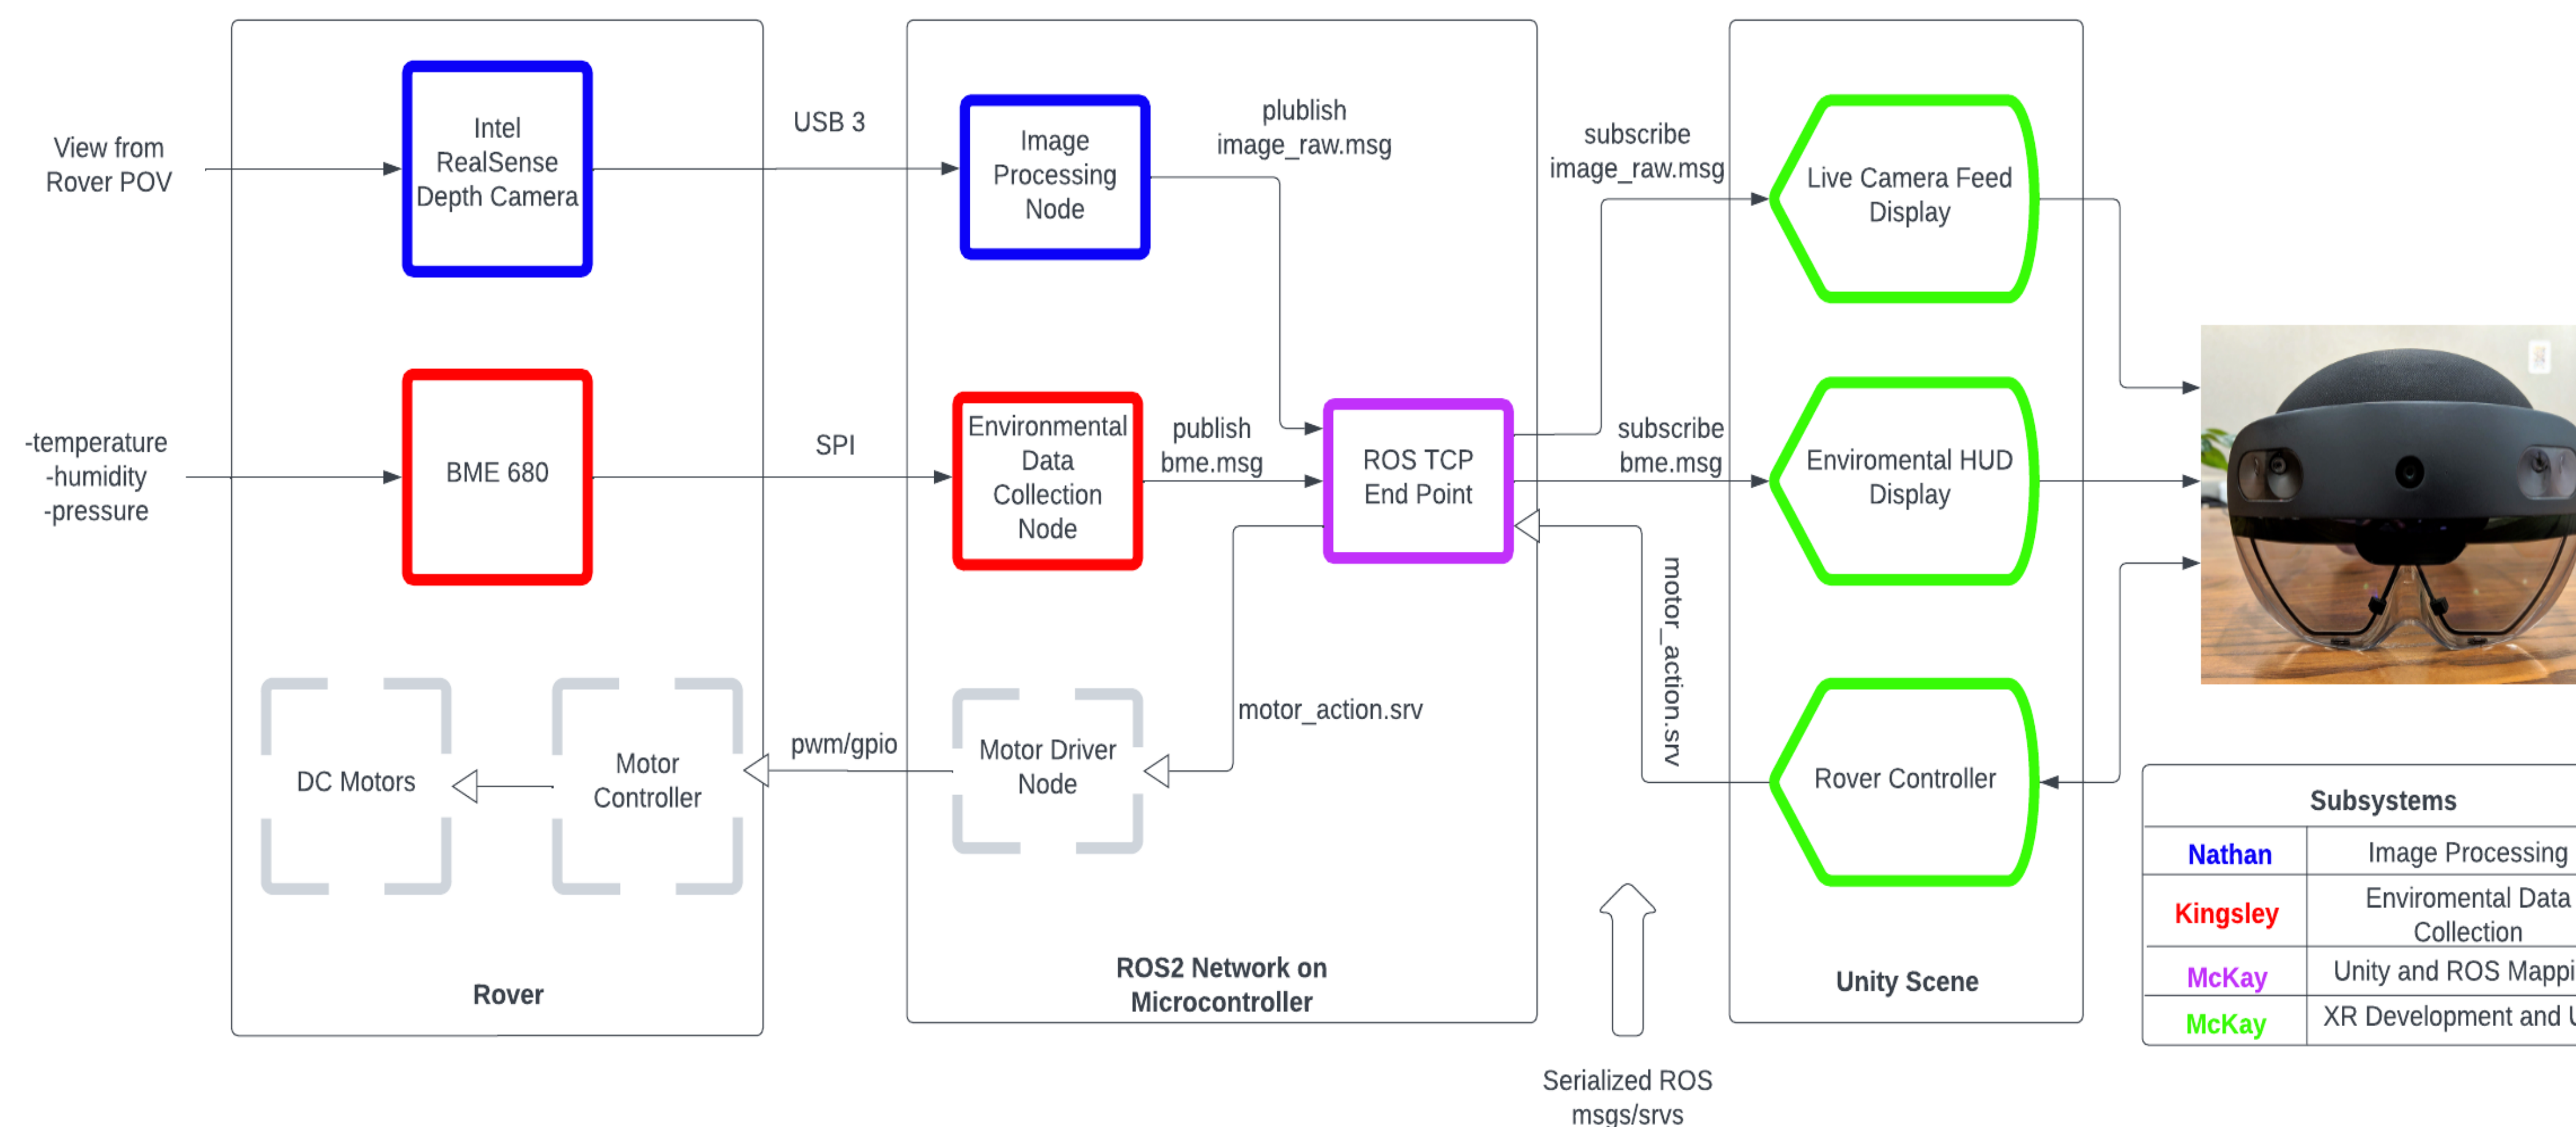 View from
Rover POV
Intel
RealSense
Depth Camera
USB 3
Image
Processing
Node
plublish
image_raw.msg
subscribe
image_raw.msg
Live Camera Feed
Display
-temperature
-humidity
-pressure
BME 680
SPI
Environmental
Data
Collection
Node
publish
bme.msg
ROS TCP
End Point
subscribe
bme.msg
Enviromental HUD
Display
DC Motors
Motor
Controller
pwm/gpio
Motor Driver
Node
motor_action.srv
motor_action.srv
Rover Controller
Rover
ROS2 Network on
Microcontroller
Unity Scene
Serialized ROS
msgs/srvs
Subsystems
Nathan Image Processing
Kingsley Enviromental Data
Collection
McKay Unity and ROS Mappi
McKay XR Development and U